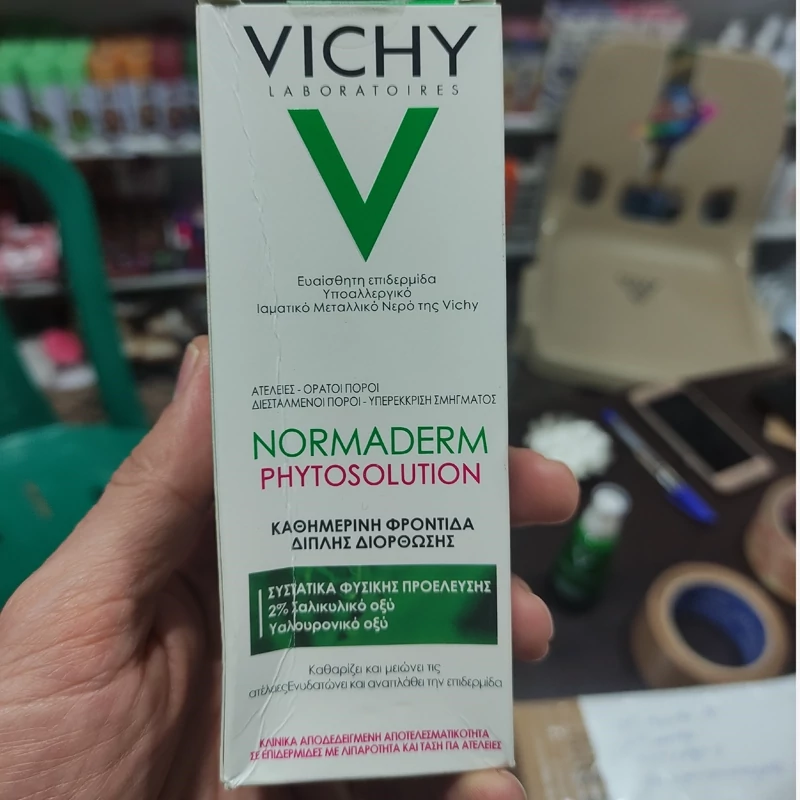 VICHY
LABORATOIRES
Ευαίσθητη επιδερμίδα
Υποαλλεργικό
Ιαματικό Μεταλλικό Νερό της Vichy
ΑΤΕΛΕΙΕΣ - ΟΡΑΤΟΙ ΠΟΡΟΙ
ΔΙΕΣΤΑΛΜΕΝΟΙ ΠΟΡΟΙ - ΥΠΕΡΕΚΚΡΙΣΗ ΣΜΗΓΜΑΤΟΣ
NORMADERM
PHYTOSOLUTION
ΚΑΘΗΜΕΡΙΝΗ ΦΡΟΝΤΙΔΑ
ΔΙΠΛΗΣ ΔΙΟΡΘΩΣΗΣ
ΣΥΣΤΑΤΙΚΑ ΦΥΣΙΚΗΣ ΠΡΟΕΛΕΥΣΗΣ
2% Σαλικυλικό οξύ
Υαλουρονικό οξύ
Καθαρίζει και μειώνει τις
ατέλειεςΕνυδατώνει και αναπλάθει την επιδερμίδα
ΚΛΙΝΙΚΑ ΑΠΟΔΕΔΕΙΓΜΕΝΗ ΑΠΟΤΕΛΕΣΜΑΤΙΚΟΤΗΤΑ
ΣΕ ΕΠΙΔΕΡΜΙΔΕΣ ΜΕ ΛΙΠΑΡΟΤΗΤΑ ΚΑΙ ΤΑΣΗ ΓΙΑ ΑΤΕΛΕΙΕΣ